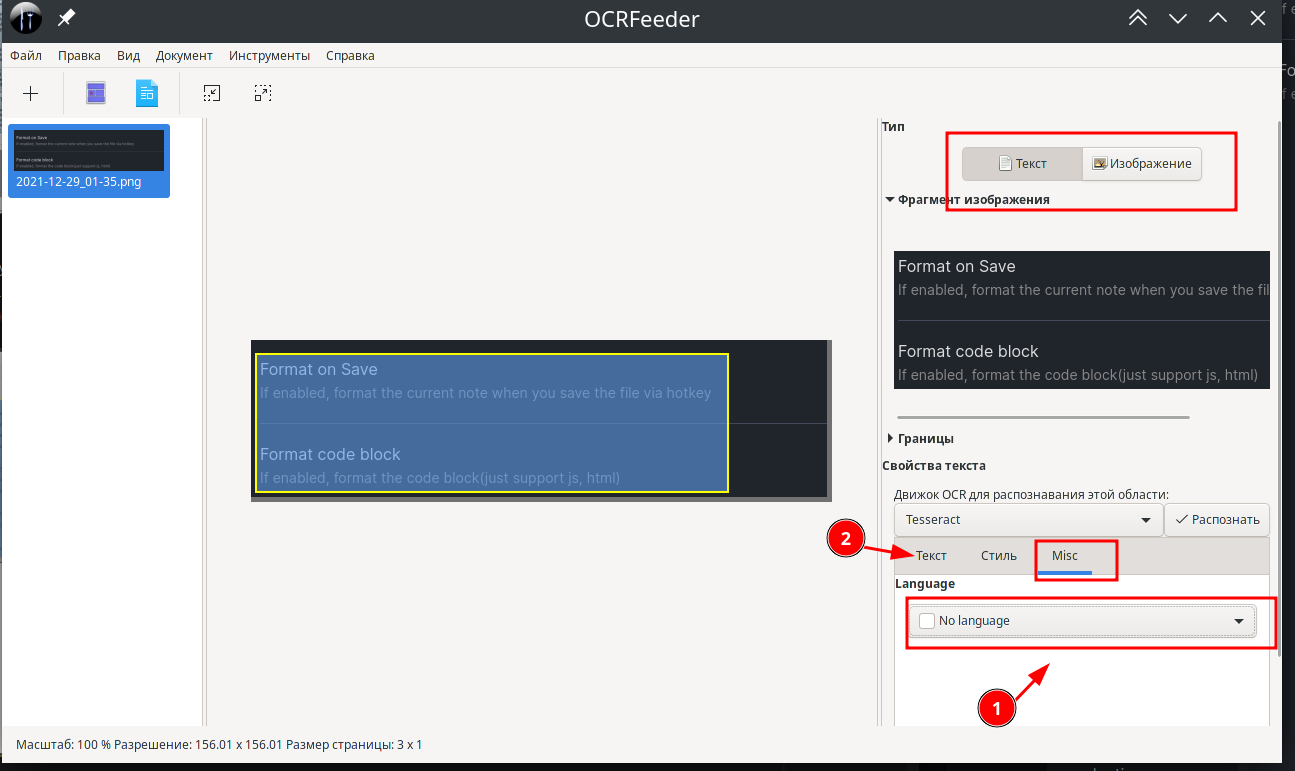 OCRFeeder
Файл Правка Вид Документ Инструменты Справка
Format on Save
If enabled, format the current note when you save the file via hotkey
Format code block
If enabled, format the code block(just support js, html)
2021-12-29_01-35.png
Format on Save
If enabled, format the current note when you save the file via hotkey
Format code block
If enabled, format the code block(just support js, html)
Тип
Текст Изображение
Фрагмент изображения
Format on Save
If enabled, format the current note when you save the fil
Format code block
If enabled, format the code block(just support js, html)
Границы
Свойства текста
Движок OCR для распознавания этой области:
Tesseract Распознать
2
Текст Стиль Misc
Language
No language
1
Масштаб: 100 % Разрешение: 156.01 x 156.01 Размер страницы: 3 x 1